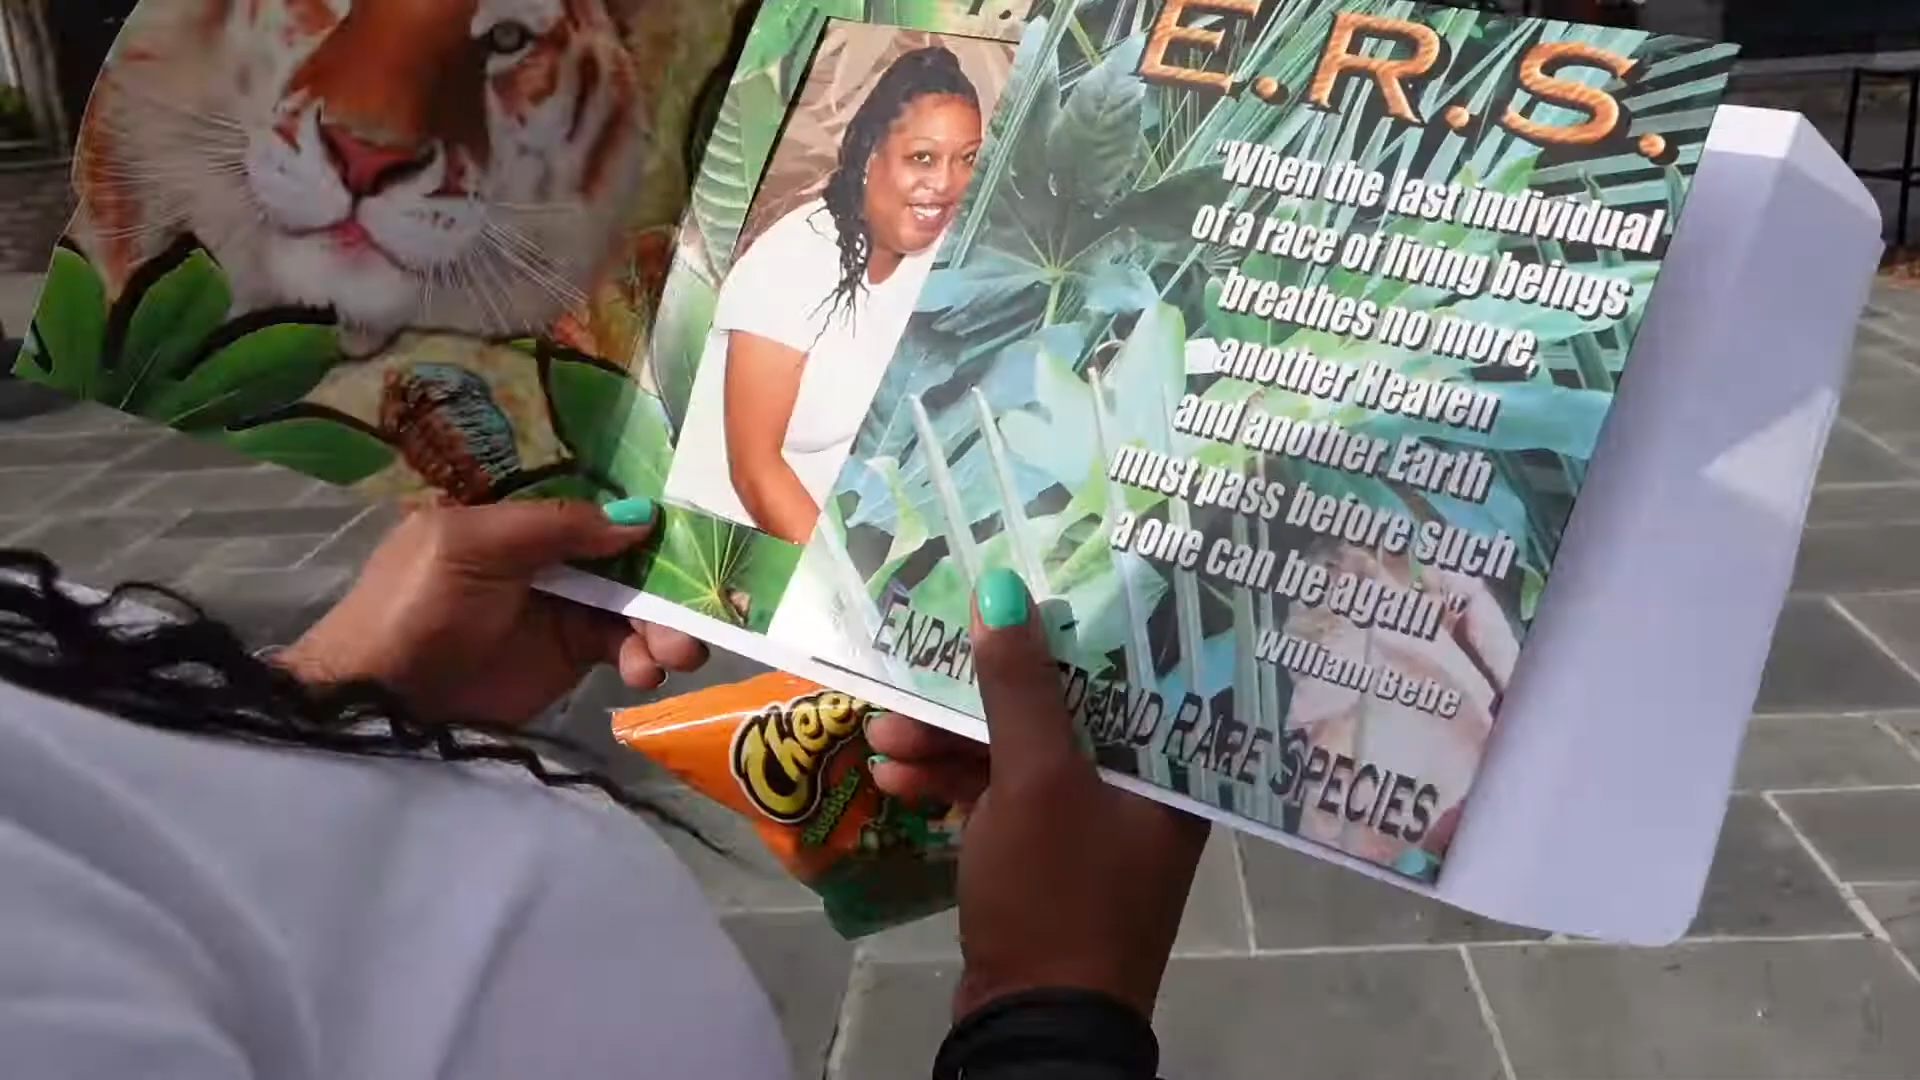 E.R.S.
"When the last individual
of a race of living beings
breathes no more,
another Heaven
and another Earth
must pass before such
a one can be again"
William Bebe
AND RARE SPECIES